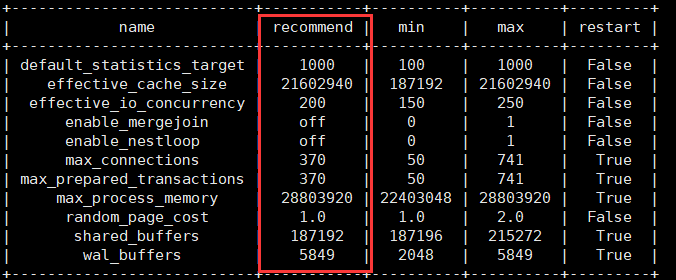 +--------------------------+-----------+----------+----------+---------+
| name | recommend | min | max | restart |
+--------------------------+-----------+----------+----------+---------+
| default_statistics_target | 1000 | 100 | 1000 | False |
| effective_cache_size | 21602940 | 187192 | 21602940 | False |
| effective_io_concurrency | 200 | 150 | 250 | False |
| enable_mergejoin | off | 0 | 1 | False |
| enable_nestloop | off | 0 | 1 | False |
| max_connections | 370 | 50 | 741 | True |
| max_prepared_transactions | 370 | 50 | 741 | True |
| max_process_memory | 28803920 | 22403048 | 28803920 | True |
| random_page_cost | 1.0 | 1.0 | 2.0 | False |
| shared_buffers | 187192 | 187196 | 215272 | True |
| wal_buffers | 5849 | 2048 | 5849 | True |
+--------------------------+-----------+----------+----------+---------+